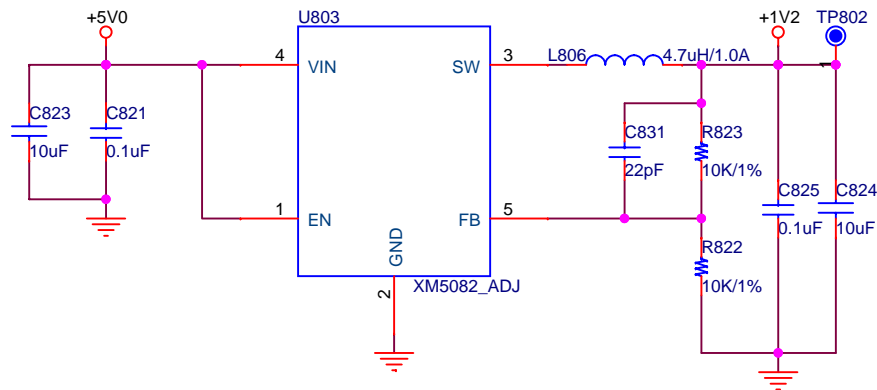 +5V0
U803
+1V2
TP802
4
VIN
SW
3
L806
4.7uH/1.0A
1
C823
10uF
C821
0.1uF
C831
22pF
R823
10K/1%
1
EN
FB
5
C825
0.1uF
C824
10uF
GND
R822
10K/1%
2
XM5082_ADJ